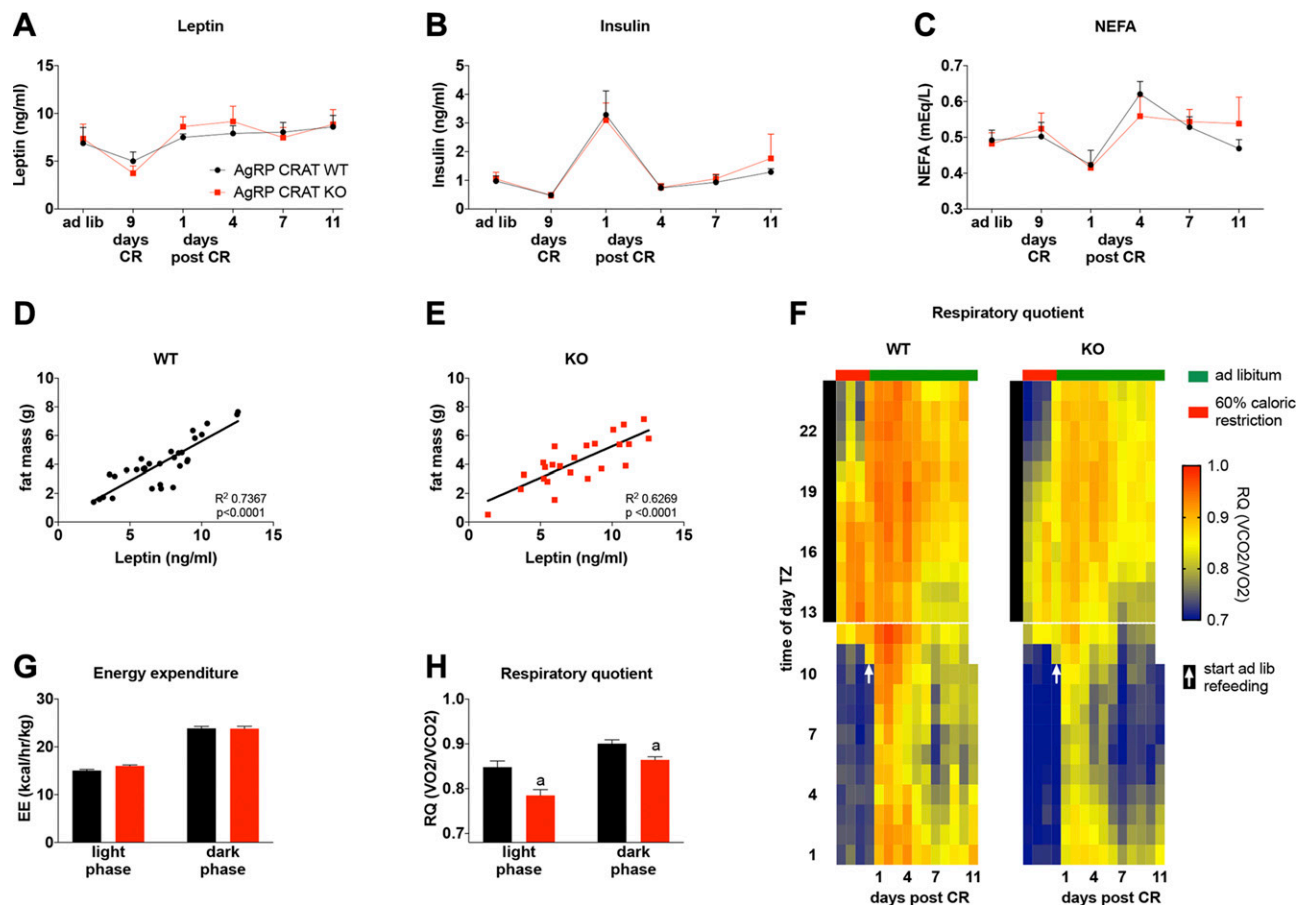 A
Leptin
Leptin (ng/ml)
15
10
5
0
AgRP CRAT WT
AgRP CRAT KO
ad lib 9 1 4 7 11
days days
CR post CR
B
Insulin
Insulin (ng/ml)
5
4
3
2
1
0
ad lib 9 1 4 7 11
days days
CR post CR
C
NEFA
NEFA (mEq/L)
0.7
0.6
0.5
0.4
0.3
ad lib 9 1 4 7 11
days days
CR post CR
D
WT
fat mass (g)
10
8
6
4
2
0
R² 0.7367
p<0.0001
0 5 10 15
Leptin (ng/ml)
E
KO
fat mass (g)
10
8
6
4
2
0
R² 0.6269
p <0.0001
0 5 10 15
Leptin (ng/ml)
F
Respiratory quotient
WT KO
time of day TZ
22
19
16
13
10
7
4
1
1 4 7 11
days post CR
1 4 7 11
days post CR
ad libitum
60% caloric
restriction
1.0
0.9
0.8
0.7
RQ (VCO2/VO2)
start ad lib
refeeding
G
Energy expenditure
EE (kcal/hr/kg)
30
20
10
0
light dark
phase phase
H
Respiratory quotient
RQ (VO2/VCO2)
1.0
0.9
0.8
0.7
a
a
light dark
phase phase